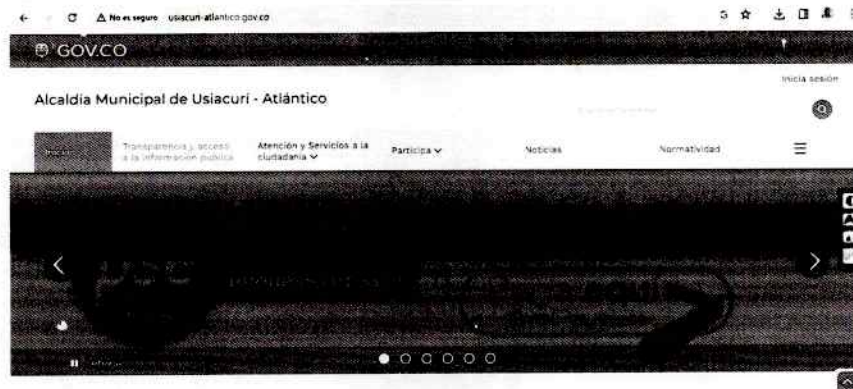 No es seguro usiacuri-atlantico.gov.co
GOV.CO
Inicia sesión
Alcaldía Municipal de Usiacurí - Atlántico
Inicio
Transparencia y acceso
a la información pública
Atención y Servicios a la
ciudadanía
Participa
Noticias
Normatividad